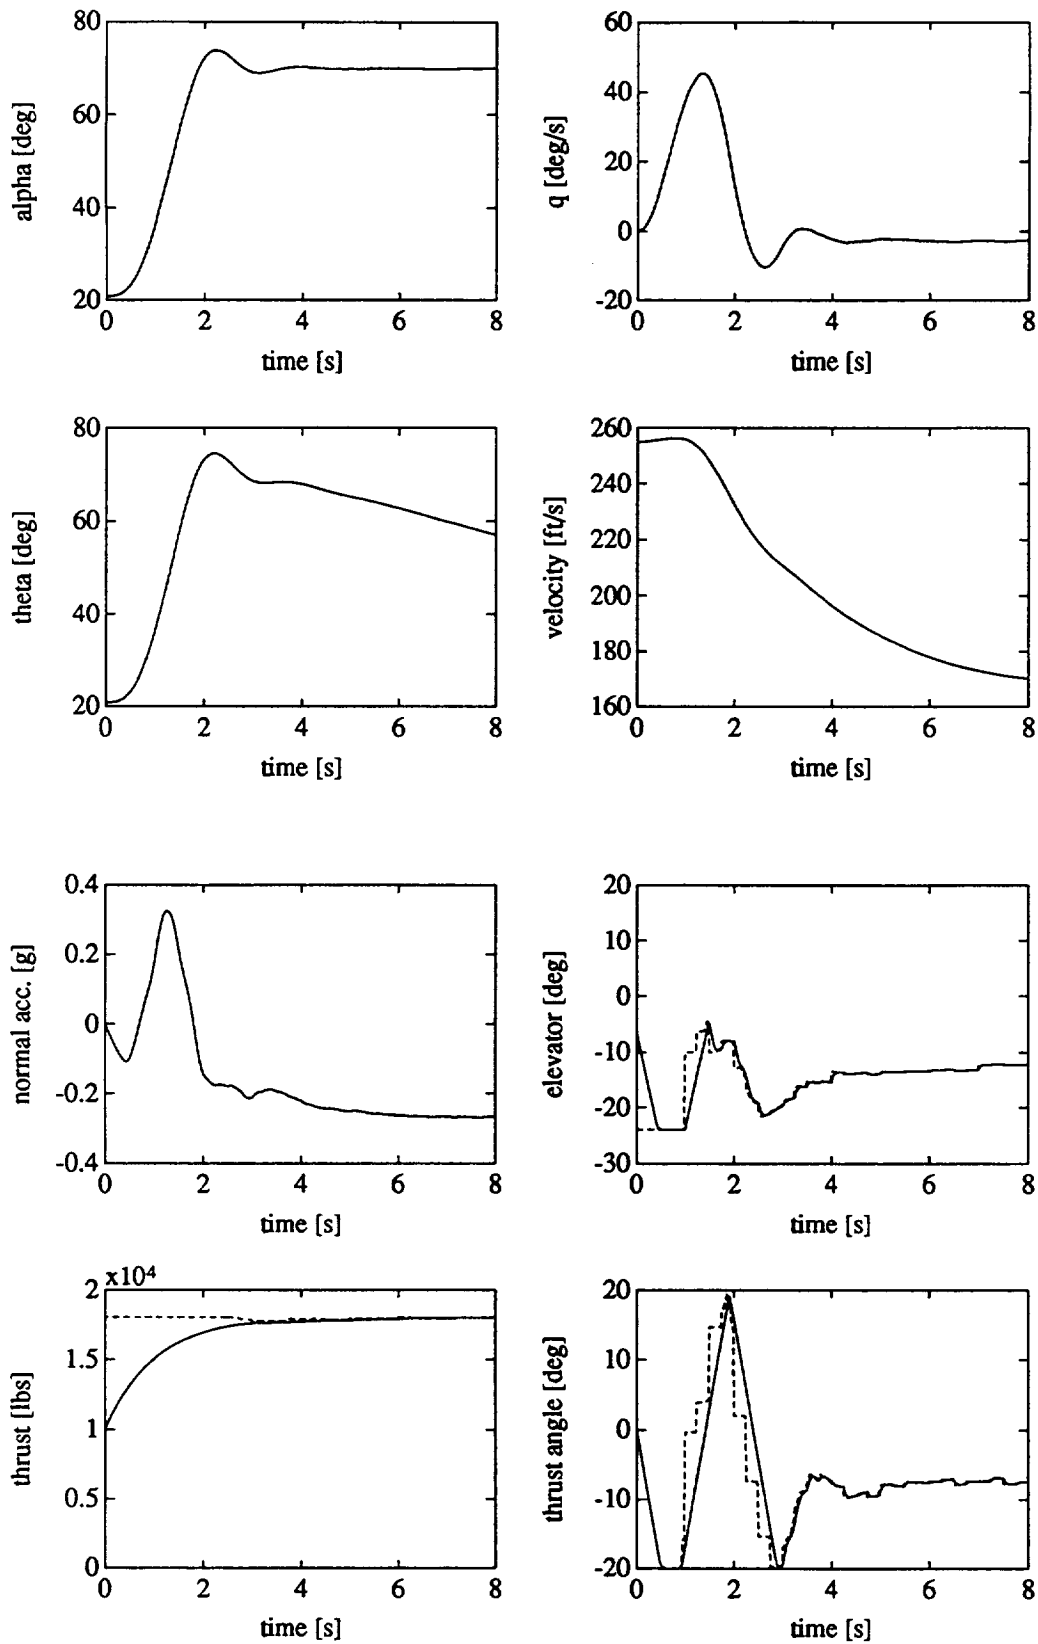 80
60
40
20
alpha [deg]
0 2 4 6 8
time [s]
60
40
20
0
-20
q [deg/s]
0 2 4 6 8
time [s]
80
60
40
20
theta [deg]
0 2 4 6 8
time [s]
260
240
220
200
180
160
velocity [ft/s]
0 2 4 6 8
time [s]
0.4
0.2
0
-0.2
-0.4
normal acc. [g]
0 2 4 6 8
time [s]
20
10
0
-10
-20
-30
elevator [deg]
0 2 4 6 8
time [s]
x10⁴
2
1.5
1
0.5
0
thrust [lbs]
0 2 4 6 8
time [s]
20
10
0
-10
-20
thrust angle [deg]
0 2 4 6 8
time [s]